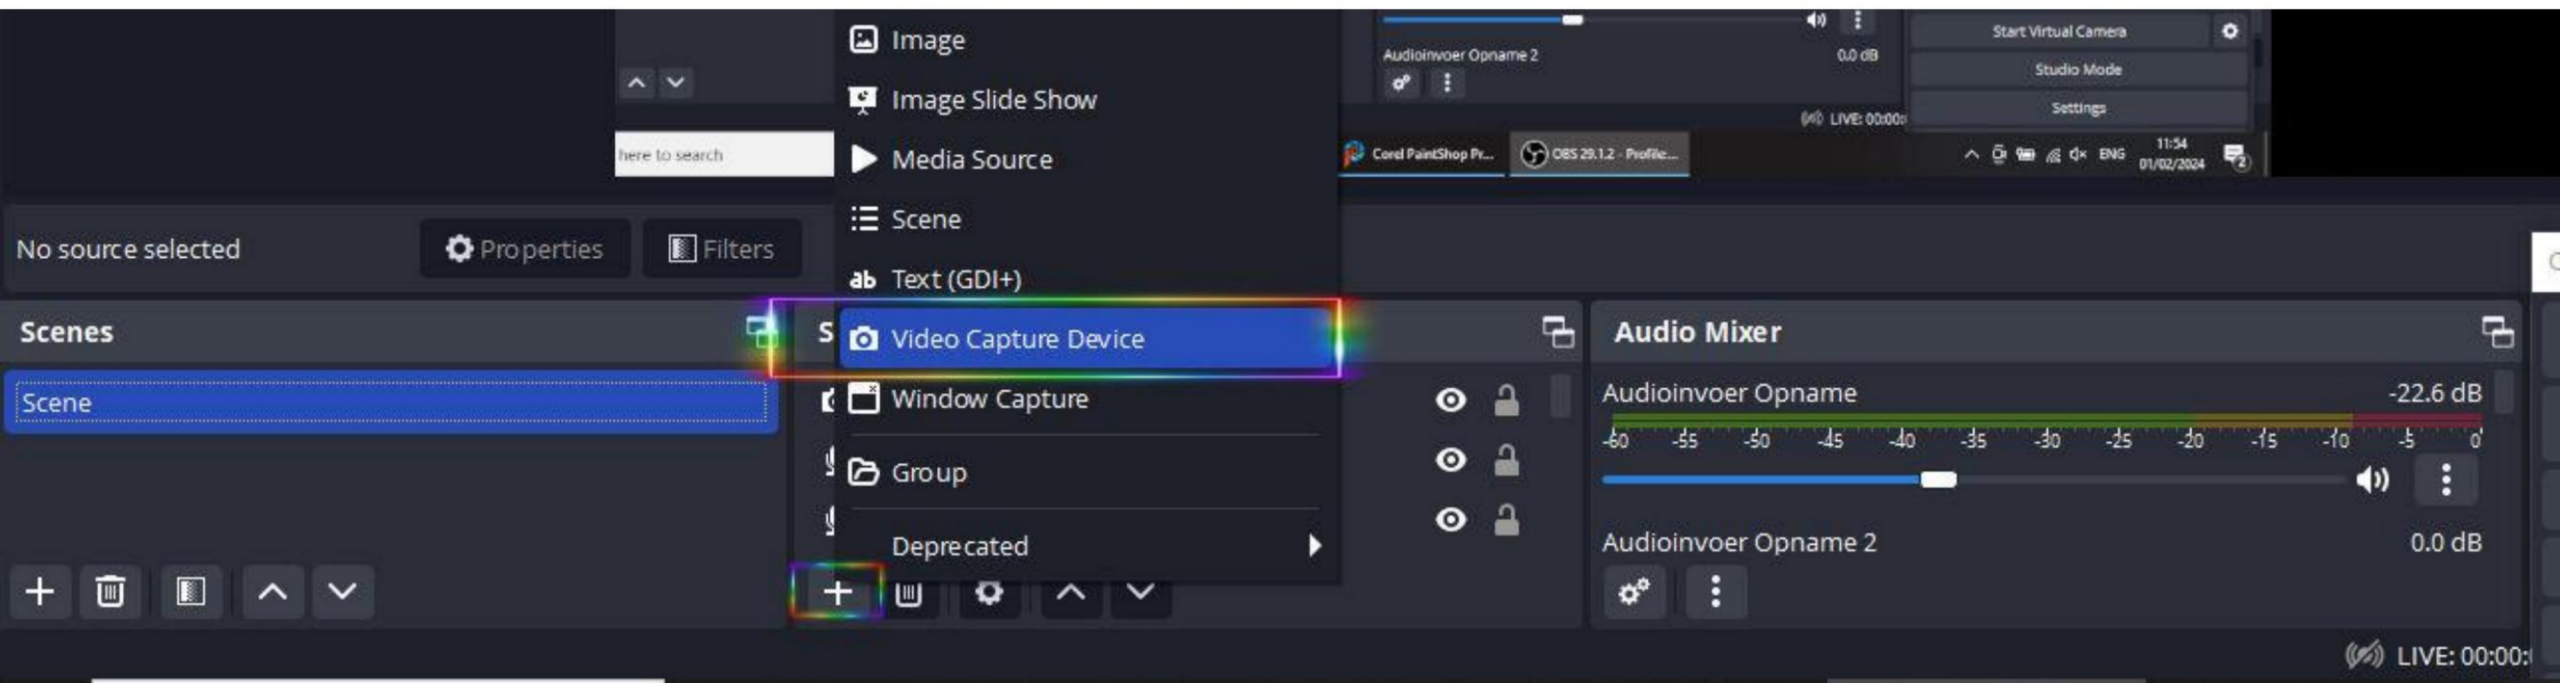 Image
Image Slide Show
Media Source
Scene
Text (GDI+)
Video Capture Device
Window Capture
Group
Deprecated
Audioinvoer Opname 2
0.0 dB
Start Virtual Camera
Studio Mode
Settings
LIVE: 00:00:
here to search
Corel PaintShop Pr...
OBS 29.1.2 - Profile...
ENG
11:54
01/02/2024
2
No source selected
Properties
Filters
Scenes
S
Audio Mixer
Scene
Audioinvoer Opname
-22.6 dB
-60 -55 -50 -45 -40 -35 -30 -25 -20 -15 -10 -5 0
Audioinvoer Opname 2
0.0 dB
LIVE: 00:00: